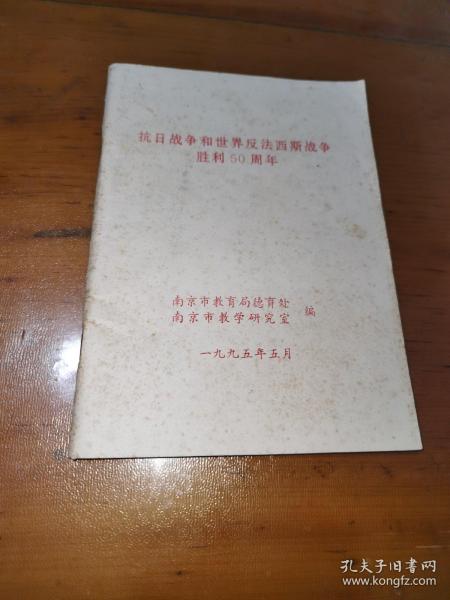 抗日战争和世界反法西斯战争
胜利50周年
南京市教育局德育处
南京市教学研究室
编
一九九五年五月
孔夫子旧书网
www.kongfz.com